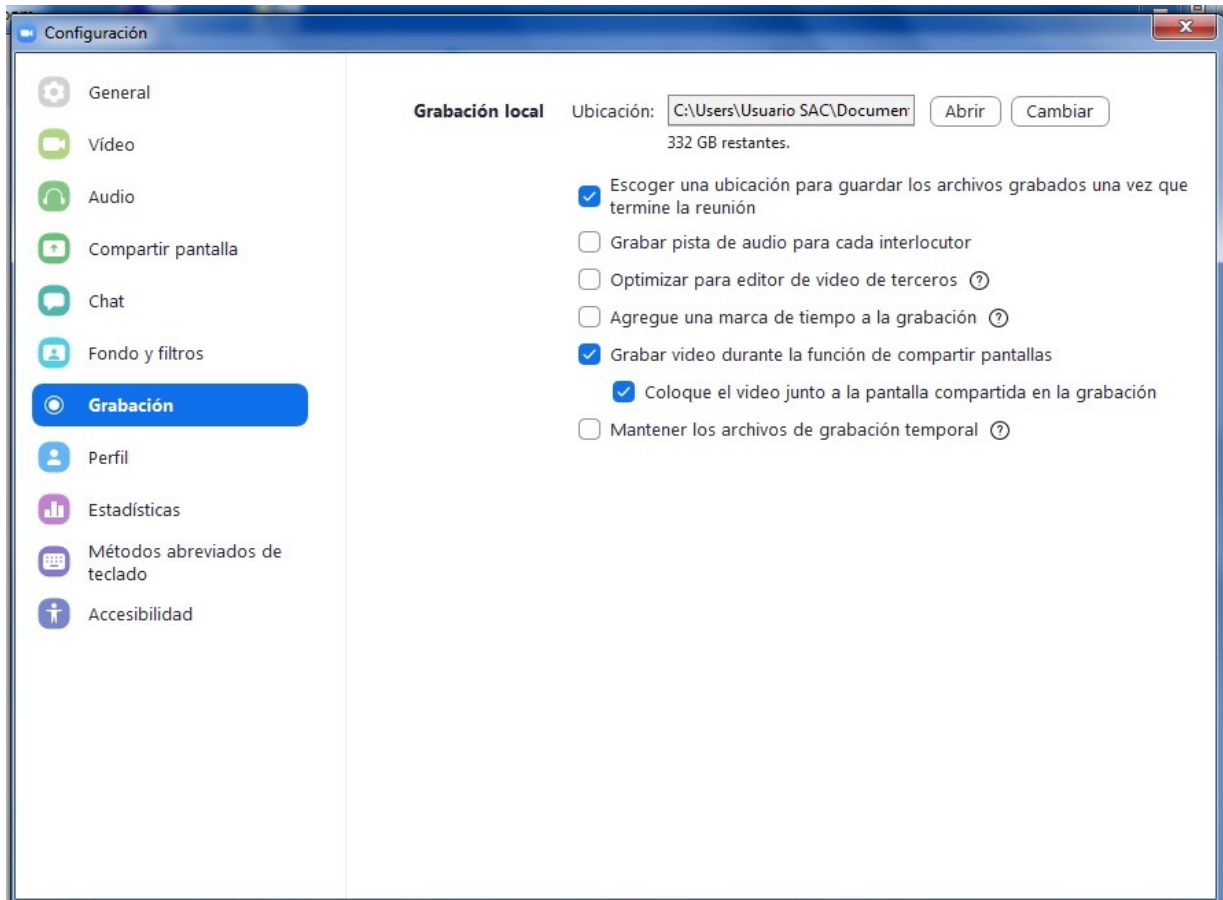 Configuración
General
Vídeo
Audio
Compartir pantalla
Chat
Fondo y filtros
Grabación
Perfil
Estadísticas
Métodos abreviados de
teclado
Accesibilidad
Grabación local Ubicación: C:\Users\Usuario SAC\Documen Abrir Cambiar
332 GB restantes.
Escoger una ubicación para guardar los archivos grabados una vez que
termine la reunión
Grabar pista de audio para cada interlocutor
Optimizar para editor de video de terceros ?
Agregue una marca de tiempo a la grabación ?
Grabar video durante la función de compartir pantallas
Coloque el video junto a la pantalla compartida en la grabación
Mantener los archivos de grabación temporal ?